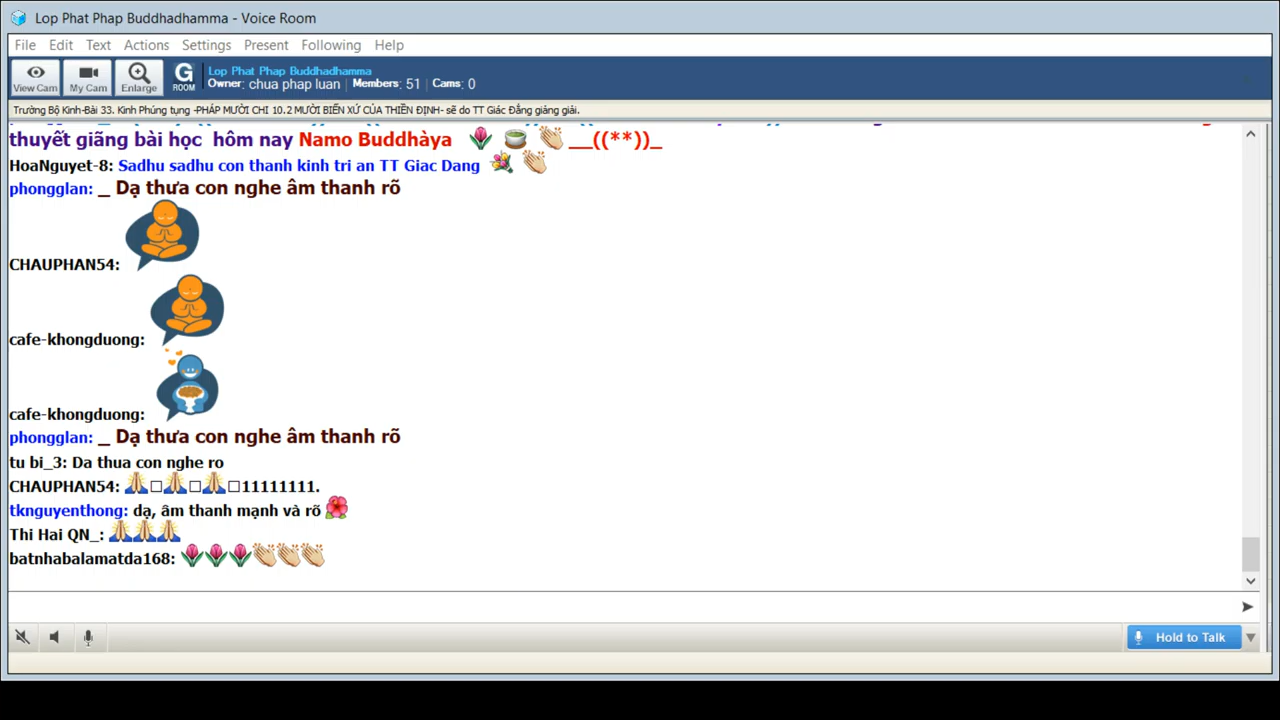 Lop Phat Phap Buddhadhamma - Voice Room
File Edit Text Actions Settings Present Following Help
View Cam My Cam Enlarge G ROOM
Lop Phat Phap Buddhadhamma
Owner: chua phap luan Members: 51 Cams: 0
Trường Bộ Kinh-Bài 33. Kinh Phúng tụng -PHÁP MƯỜI CHI 10.2 MƯỜI BIẾN XỨ CỦA THIỀN ĐỊNH- sẽ do TT Giác Đẳng giảng giải.
thuyết giãng bài học hôm nay Namo Buddhàya __((**))_
HoaNguyet-8: Sadhu sadhu con thanh kinh tri an TT Giac Dang
phongglan: _ Dạ thưa con nghe âm thanh rõ
CHAUPHAN54:
cafe-khongduong:
cafe-khongduong:
phongglan: _ Dạ thưa con nghe âm thanh rõ
tu bi_3: Da thua con nghe ro
CHAUPHAN54: 🙏□🙏□🙏□11111111.
tknguyenthong: dạ, âm thanh mạnh và rõ
Thi Hai QN_:
batnhabalamatda168:
Hold to Talk